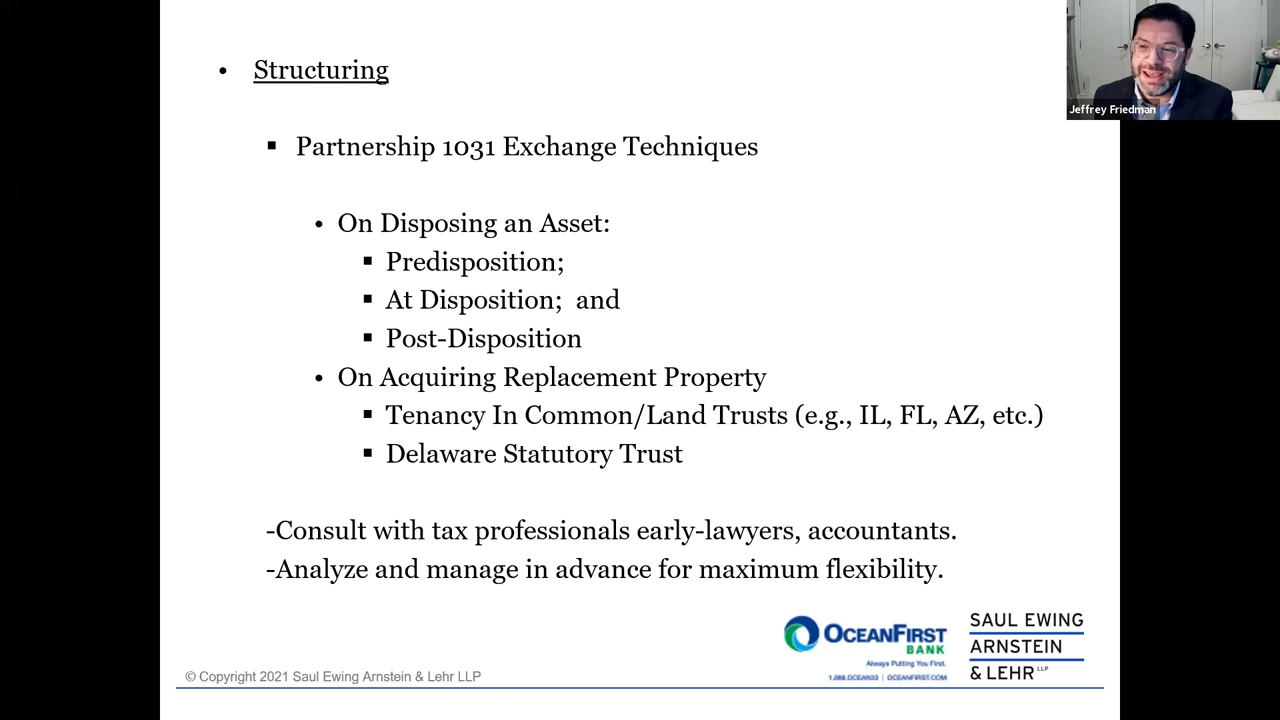 Jeffrey Friedman
• Structuring
▪ Partnership 1031 Exchange Techniques
• On Disposing an Asset:
▪ Predisposition;
▪ At Disposition; and
▪ Post-Disposition
• On Acquiring Replacement Property
▪ Tenancy In Common/Land Trusts (e.g., IL, FL, AZ, etc.)
▪ Delaware Statutory Trust
-Consult with tax professionals early-lawyers, accountants.
-Analyze and manage in advance for maximum flexibility.
OCEANFIRST
BANK
Always Putting You First.
1.888.OCEAN33 | OCEANFIRST.COM
SAUL EWING
ARNSTEIN
& LEHR LLP
© Copyright 2021 Saul Ewing Arnstein & Lehr LLP